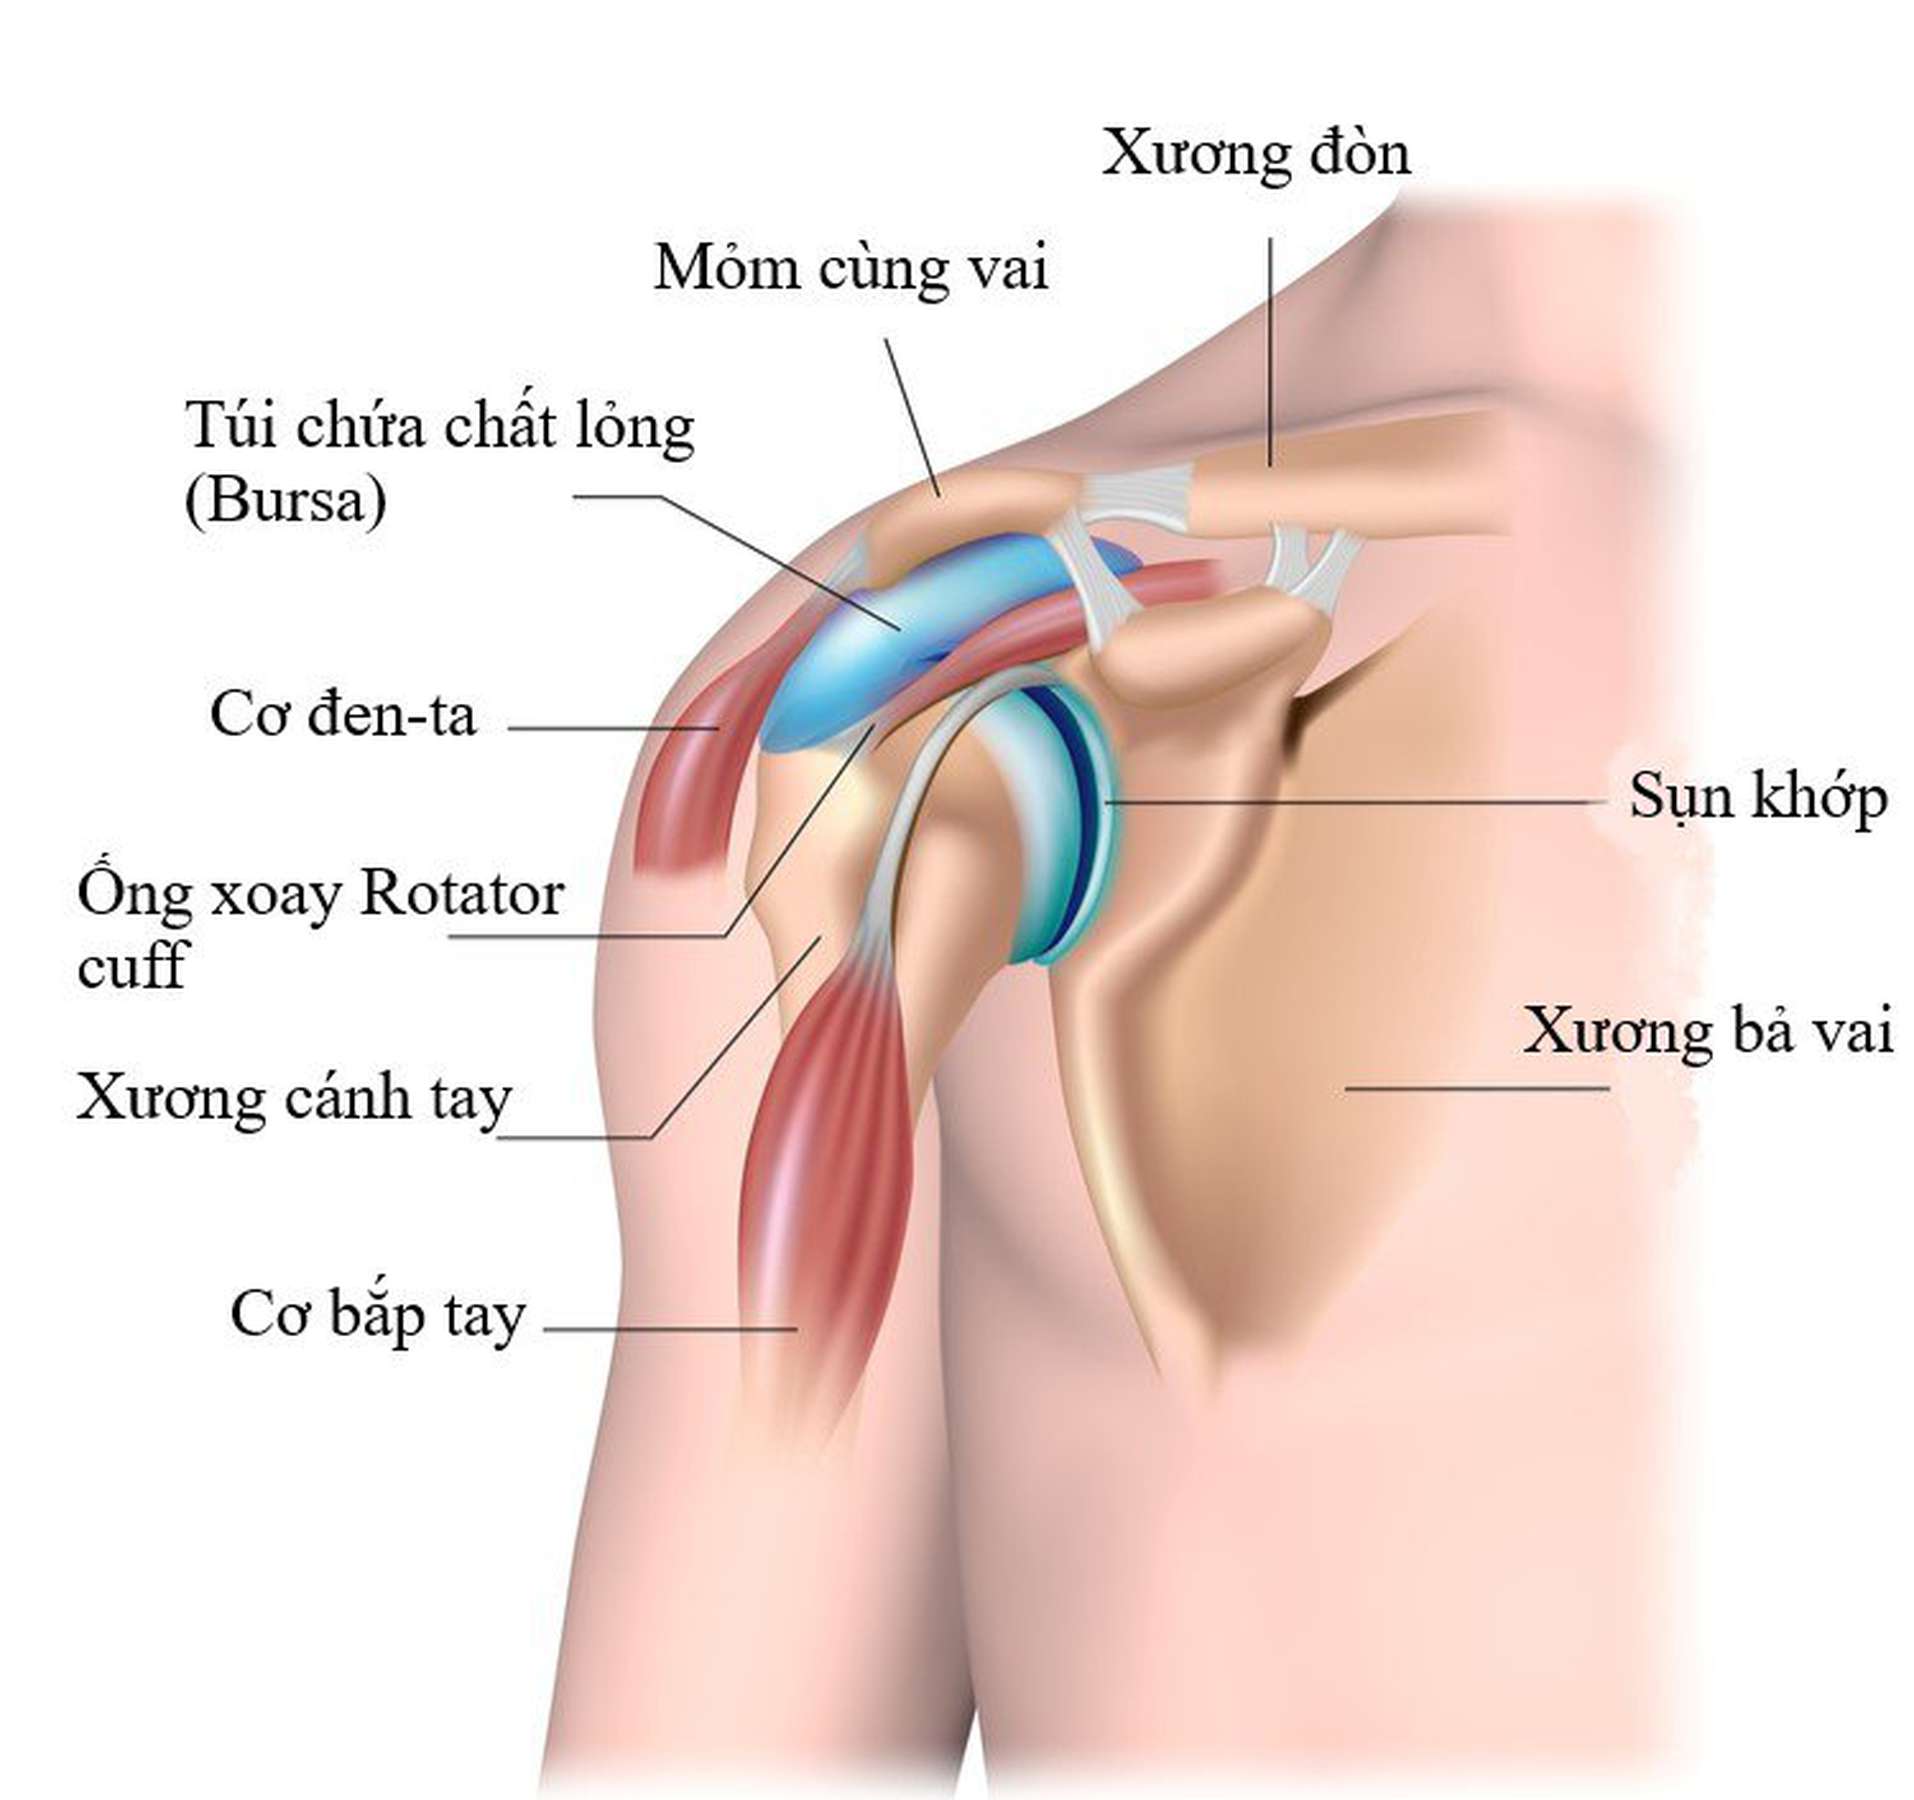 Xương đòn
Mỏm cùng vai
Túi chứa chất lỏng
(Bursa)
Cơ đen-ta
Sụn khớp
Ống xoay Rotator
cuff
Xương bả vai
Xương cánh tay
Cơ bắp tay